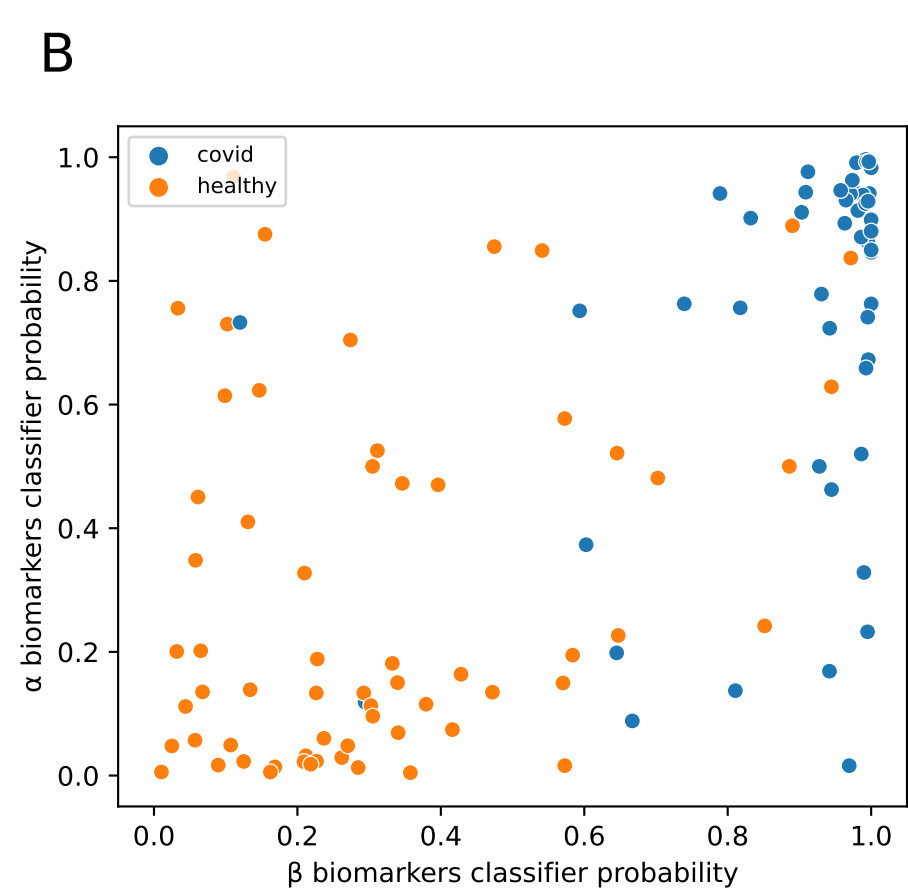 B
covid
healthy
1.0
0.8
0.6
0.4
0.2
0.0
α biomarkers classifier probability
0.0 0.2 0.4 0.6 0.8 1.0
β biomarkers classifier probability